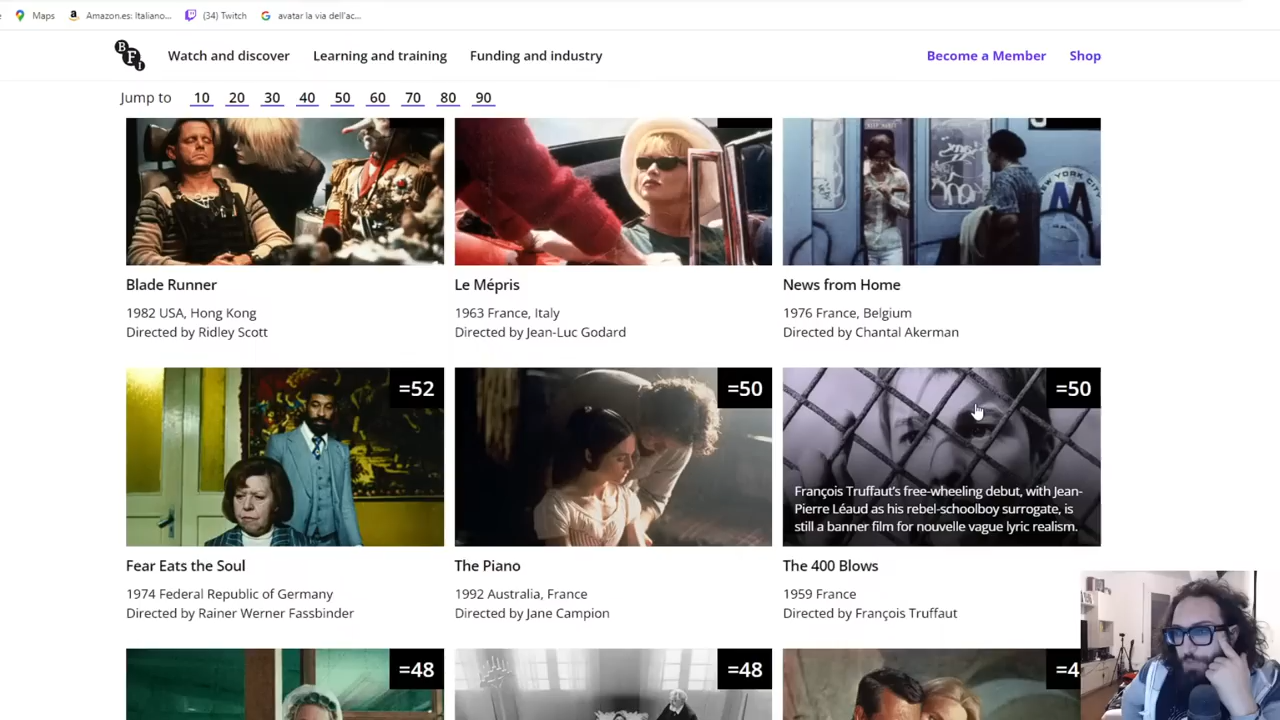 Maps Amazon.es: Italiano... (34) Twitch avatar la via dell'ac...
BFI Watch and discover Learning and training Funding and industry Become a Member Shop
Jump to 10 20 30 40 50 60 70 80 90
NEW YORK CITY
M
Blade Runner
1982 USA, Hong Kong
Directed by Ridley Scott
Le Mépris
1963 France, Italy
Directed by Jean-Luc Godard
News from Home
1976 France, Belgium
Directed by Chantal Akerman
=52
Fear Eats the Soul
1974 Federal Republic of Germany
Directed by Rainer Werner Fassbinder
=50
The Piano
1992 Australia, France
Directed by Jane Campion
=50
François Truffaut's free-wheeling debut, with Jean-
Pierre Léaud as his rebel-schoolboy surrogate, is
still a banner film for nouvelle vague lyric realism.
The 400 Blows
1959 France
Directed by François Truffaut
=48
=48
=4